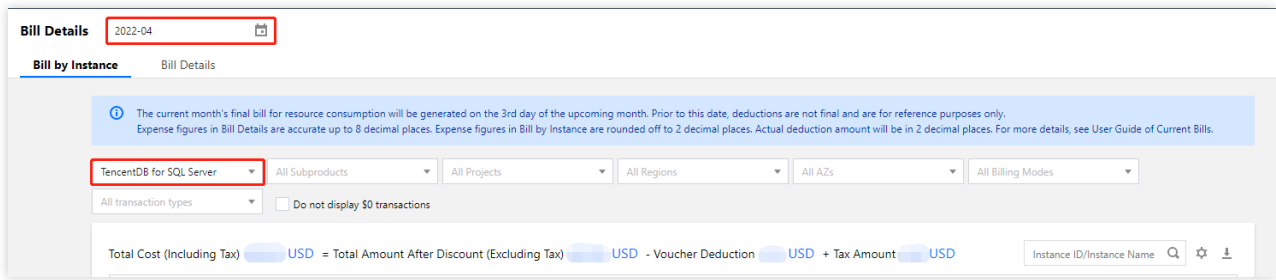 Bill Details 2022-04
Bill by Instance Bill Details
The current month's final bill for resource consumption will be generated on the 3rd day of the upcoming month. Prior to this date, deductions are not final and are for reference purposes only.
Expense figures in Bill Details are accurate up to 8 decimal places. Expense figures in Bill by Instance are rounded off to 2 decimal places. Actual deduction amount will be in 2 decimal places. For more details, see User Guide of Current Bills.
TencentDB for SQL Server All Subproducts All Projects All Regions All AZs All Billing Modes
All transaction types Do not display $0 transactions
Total Cost (Including Tax) USD = Total Amount After Discount (Excluding Tax) USD - Voucher Deduction USD + Tax Amount USD Instance ID/Instance Name